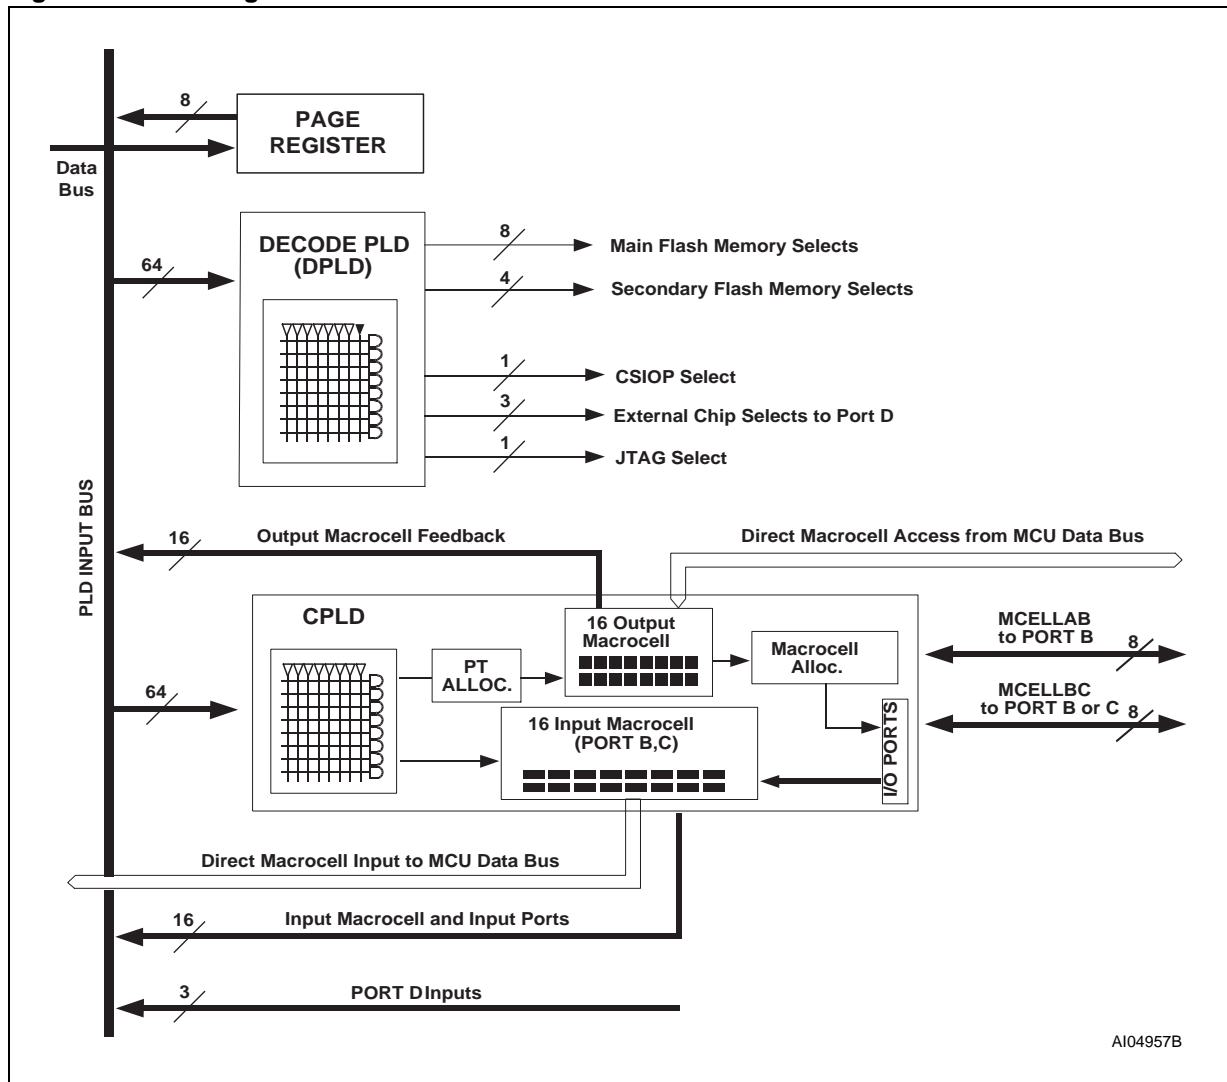 8
PAGE
REGISTER
Data
Bus
DECODE PLD
(DPLD)
8
Main Flash Memory Selects
64
4
Secondary Flash Memory Selects
1
CSIOP Select
3
External Chip Selects to Port D
1
JTAG Select
PLD INPUT BUS
16
Output Macrocell Feedback
Direct Macrocell Access from MCU Data Bus
CPLD
16 Output
Macrocell
MCELLAB
to PORT B
8
Macrocell
Alloc.
PT
ALLOC.
64
MCELLBC
to PORT B or C
8
16 Input Macrocell
(PORT B,C)
I/O PORTS
Direct Macrocell Input to MCU Data Bus
16
Input Macrocell and Input Ports
3
PORT D Inputs
AI04957B